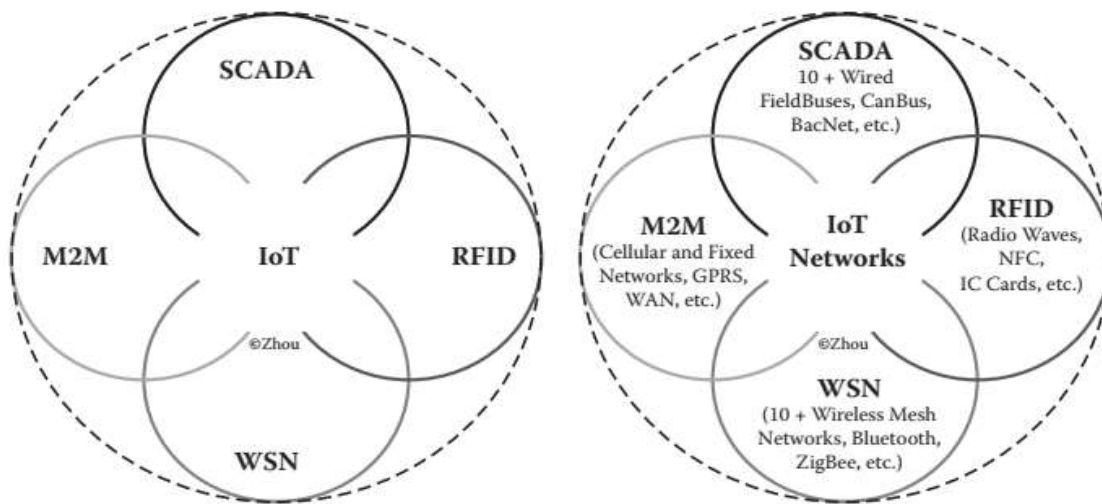 SCADA
M2M
IoT
RFID
©Zhou
WSN
SCADA
10 + Wired
FieldBuses, CanBus,
BacNet, etc.)
M2M
(Cellular and Fixed
Networks, GPRS,
WAN, etc.)
IoT
Networks
RFID
(Radio Waves,
NFC,
IC Cards, etc.)
©Zhou
WSN
(10 + Wireless Mesh
Networks, Bluetooth,
ZigBee, etc.)